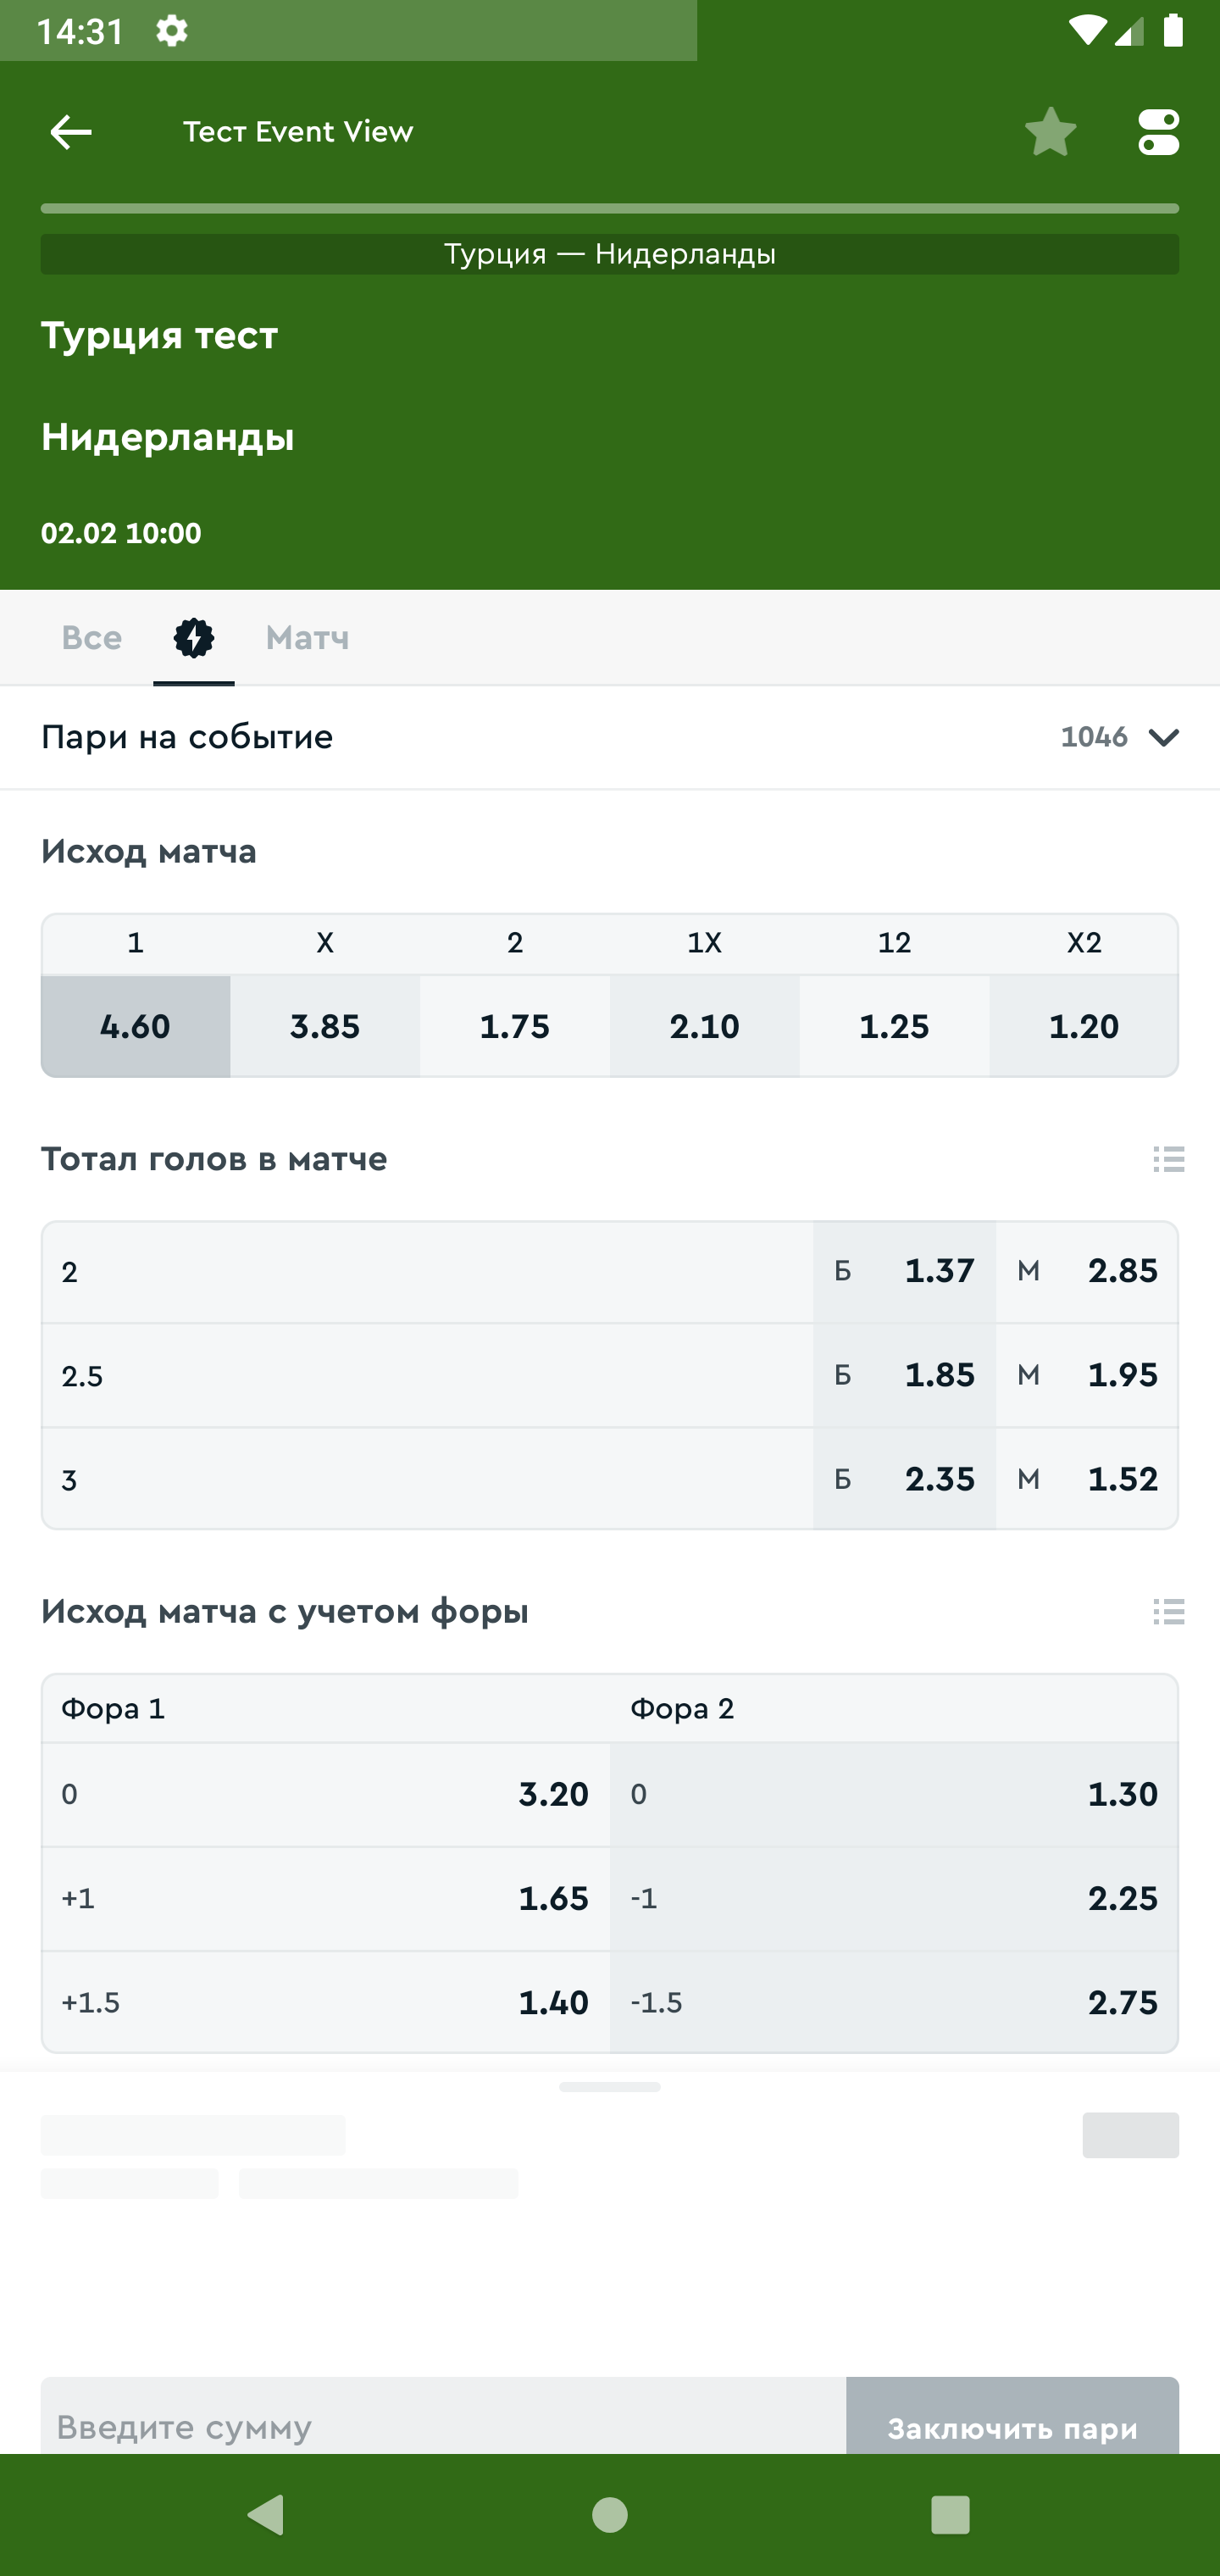 14:31
Тест Event View
Турция — Нидерланды
Турция тест
Нидерланды
02.02 10:00
Все Матч
Пари на событие 1046
Исход матча
1 X 2 1X 12 X2
4.60 3.85 1.75 2.10 1.25 1.20
Тотал голов в матче
2 Б 1.37 М 2.85
2.5 Б 1.85 М 1.95
3 Б 2.35 М 1.52
Исход матча с учетом форы
Фора 1 Фора 2
0 3.20 0 1.30
+1 1.65 -1 2.25
+1.5 1.40 -1.5 2.75
Введите сумму Заключить пари